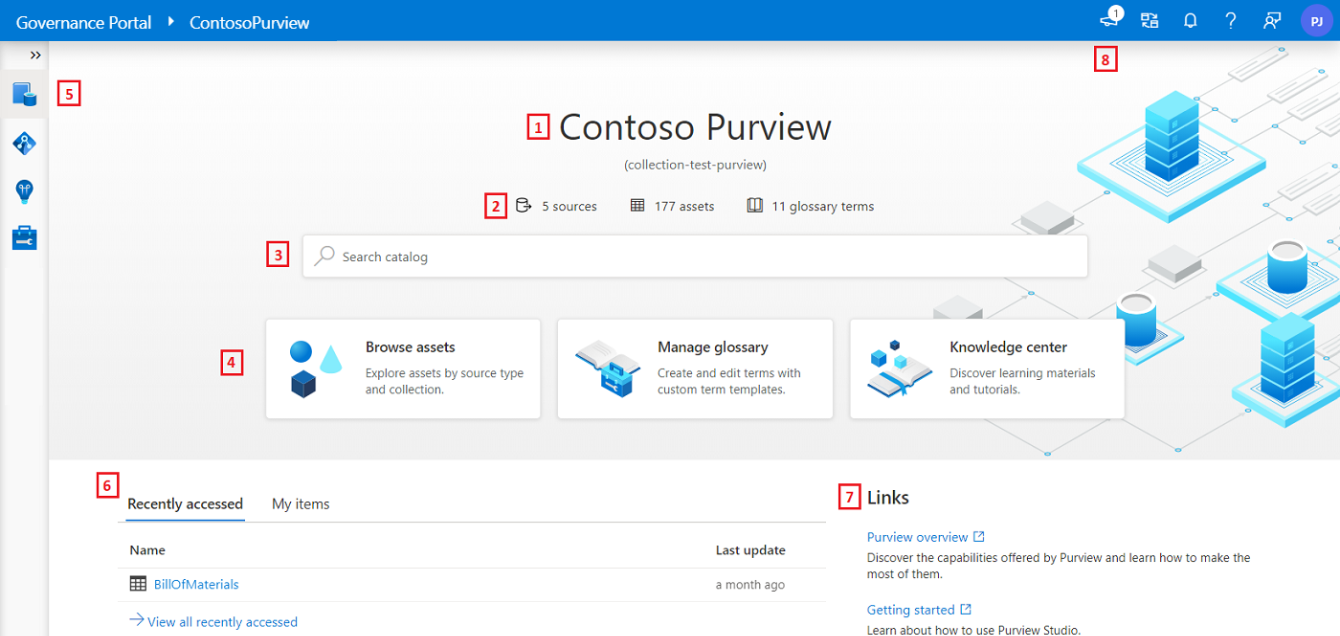 Governance Portal ContosoPurview
1
PJ
8
5
1 Contoso Purview
(collection-test-purview)
2 5 sources 177 assets 11 glossary terms
3 Search catalog
4
Browse assets
Explore assets by source type
and collection.
Manage glossary
Create and edit terms with
custom term templates.
Knowledge center
Discover learning materials
and tutorials.
6
Recently accessed My items
Name Last update
BillOfMaterials a month ago
View all recently accessed
7 Links
Purview overview
Discover the capabilities offered by Purview and learn how to make the
most of them.
Getting started
Learn about how to use Purview Studio.